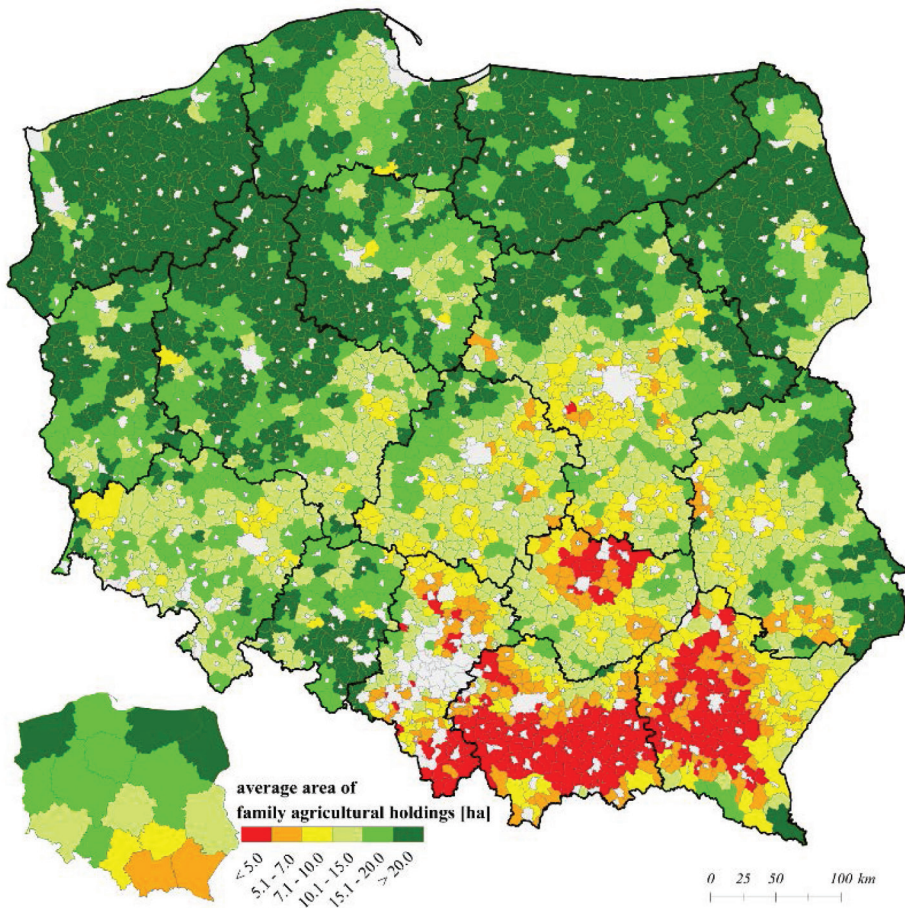 average area of
family agricultural holdings [ha]
< 5.0
5.1 - 7.0
7.1 - 10.0
10.1 - 15.0
15.1 - 20.0
> 20.0
0 25 50 100 km